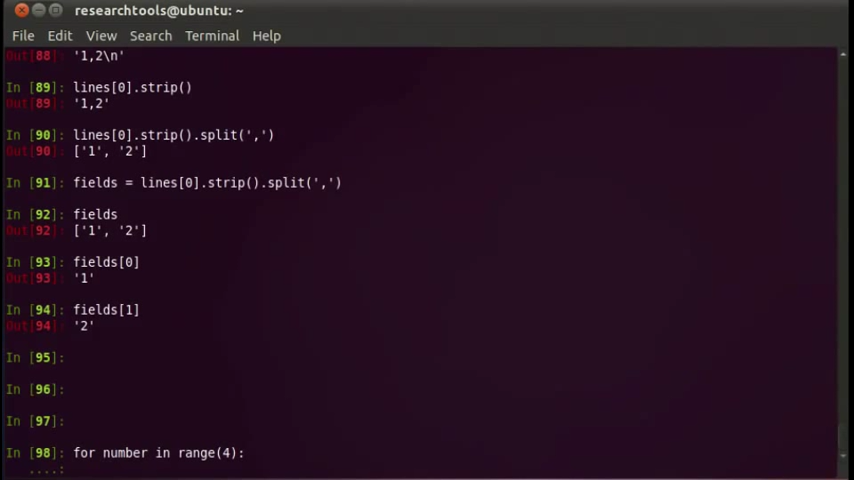 researchtools@ubuntu: ~
File Edit View Search Terminal Help
Out[88]: '1,2\n'
In [89]: lines[0].strip()
Out[89]: '1,2'
In [90]: lines[0].strip().split(',')
Out[90]: ['1', '2']
In [91]: fields = lines[0].strip().split(',')
In [92]: fields
Out[92]: ['1', '2']
In [93]: fields[0]
Out[93]: '1'
In [94]: fields[1]
Out[94]: '2'
In [95]:
In [96]:
In [97]:
In [98]: for number in range(4):
....: